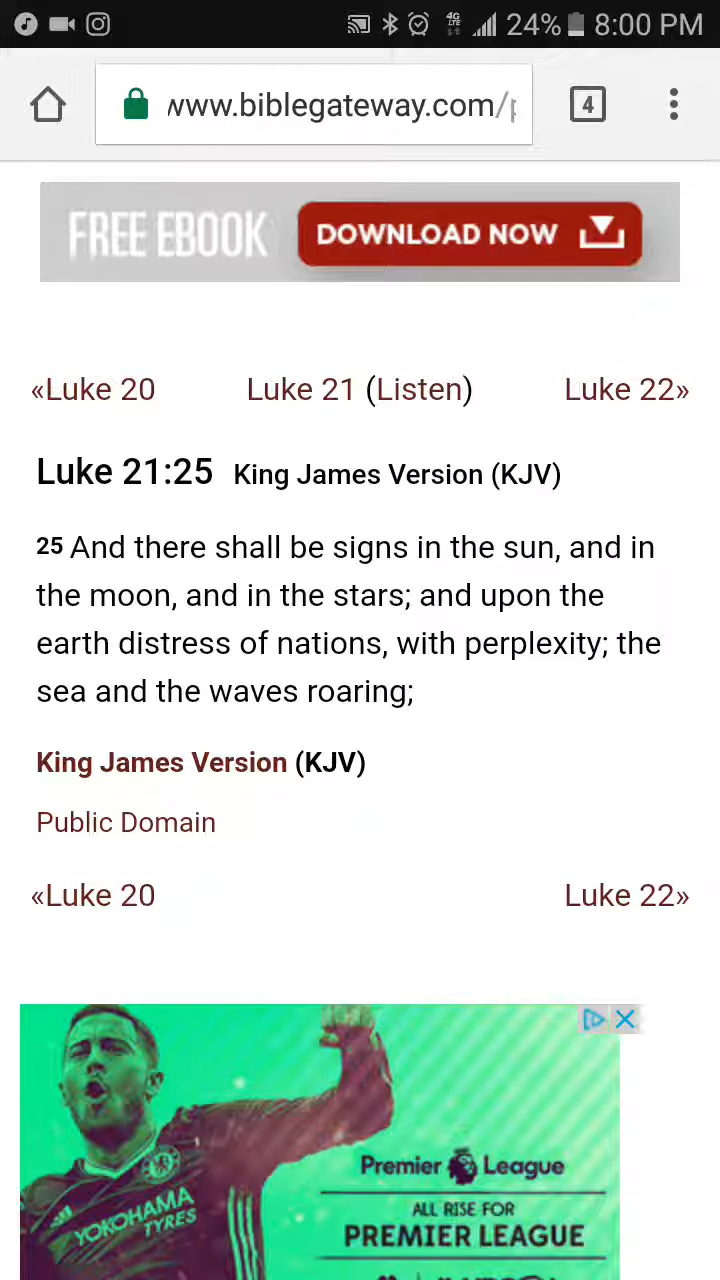 4G LTE 24% 8:00 PM
www.biblegateway.com/
4
FREE EBOOK DOWNLOAD NOW
«Luke 20 Luke 21 (Listen) Luke 22»
Luke 21:25 King James Version (KJV)
25 And there shall be signs in the sun, and in
the moon, and in the stars; and upon the
earth distress of nations, with perplexity; the
sea and the waves roaring;
King James Version (KJV)
Public Domain
«Luke 20 Luke 22»
Premier League
ALL RISE FOR
PREMIER LEAGUE
YOKOHAMA
TYRES